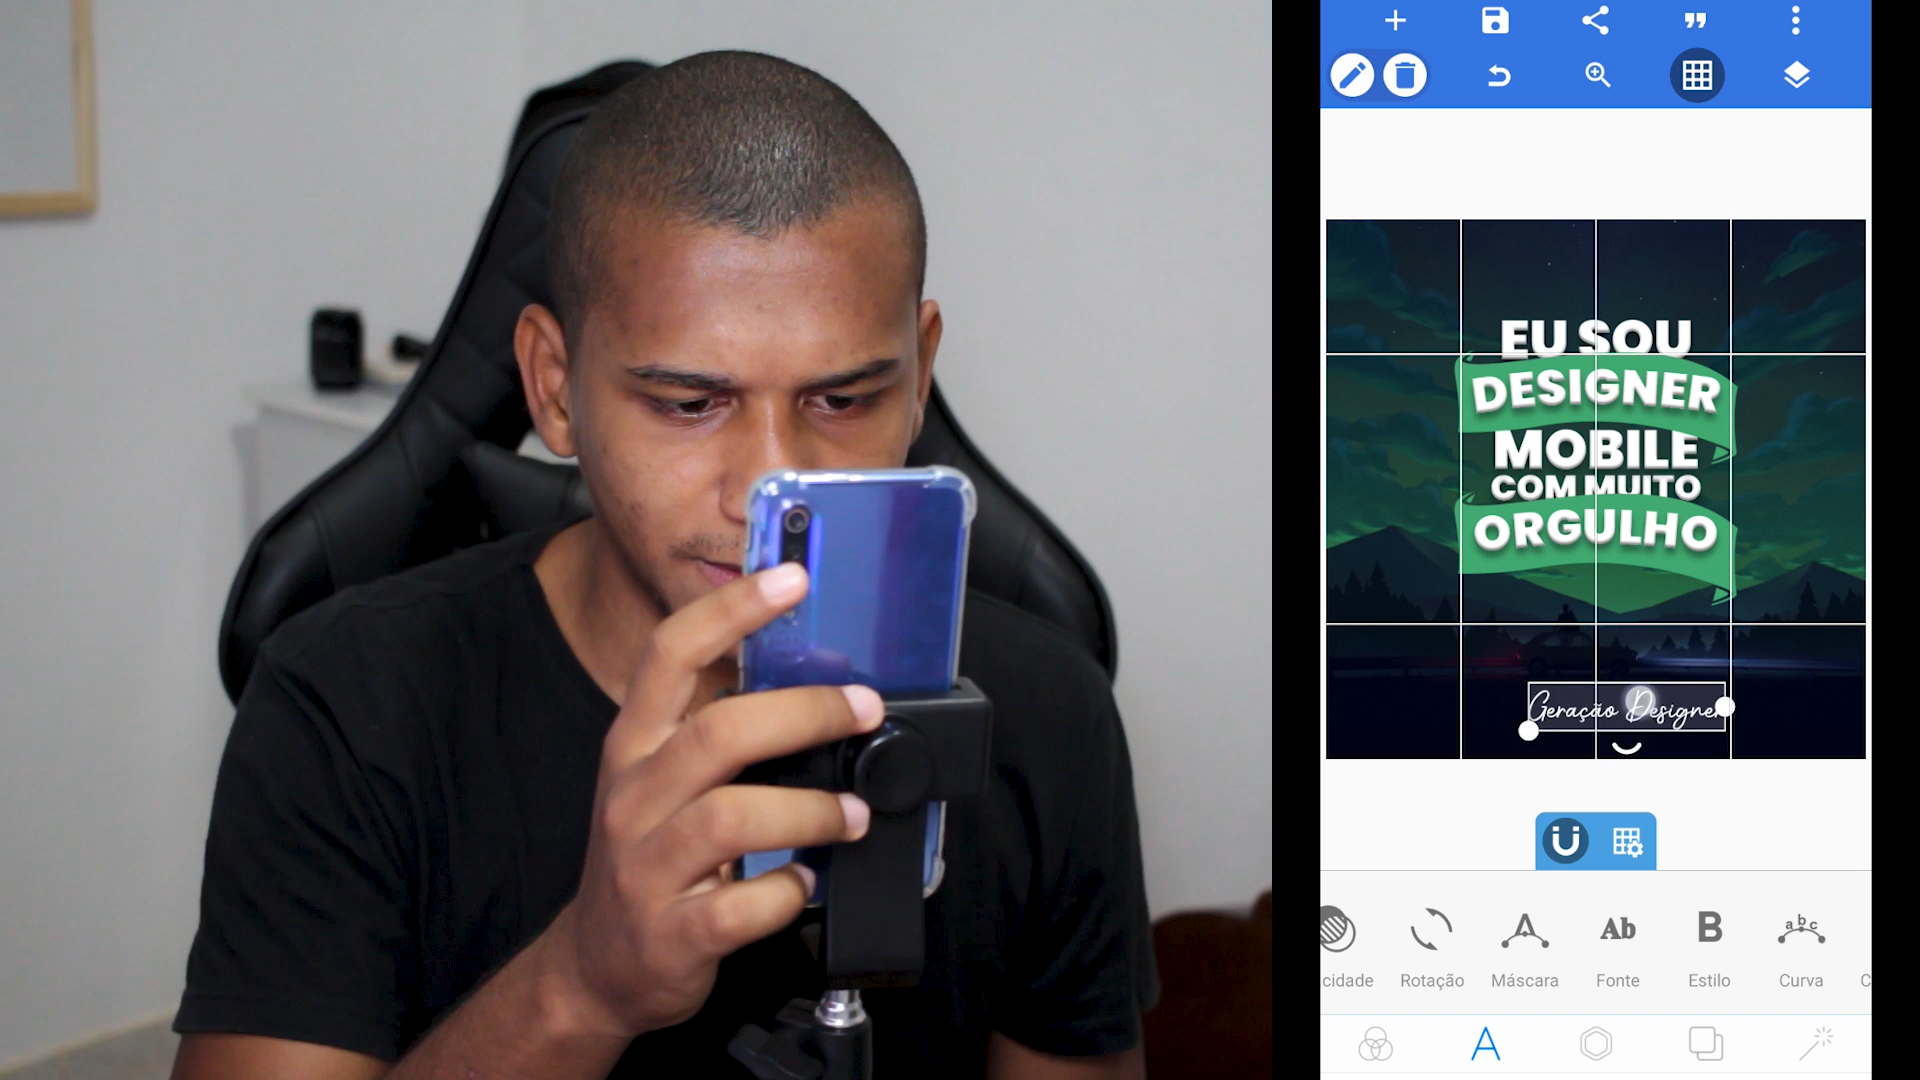 EU SOU
DESIGNER
MOBILE
COM MUITO
ORGULHO
Geração Designer
Ab
B
abc
cidade
Rotação
Máscara
Fonte
Estilo
Curva
C
A